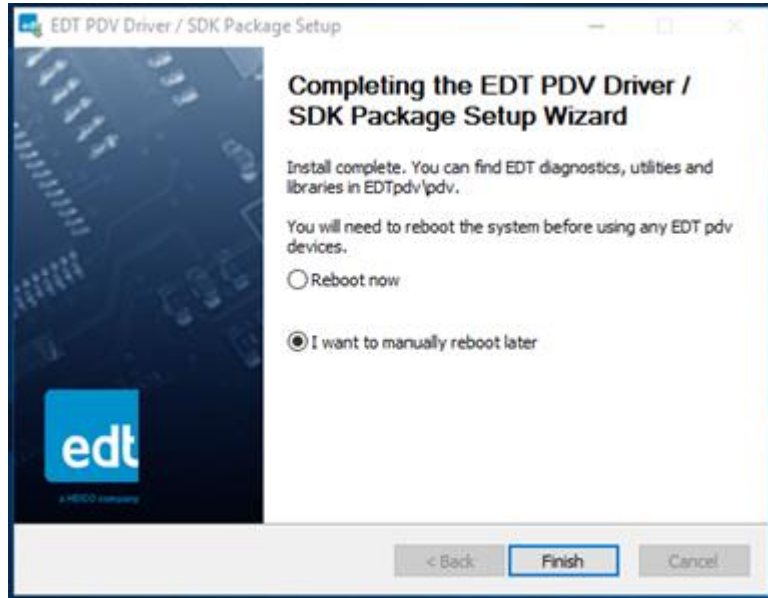 EDT PDV Driver / SDK Package Setup
Completing the EDT PDV Driver /
SDK Package Setup Wizard
Install complete. You can find EDT diagnostics, utilities and
libraries in EDTpdv\pdv.
You will need to reboot the system before using any EDT pdv
devices.
Reboot now
I want to manually reboot later
edt
a HEICO company
< Back
Finish
Cancel